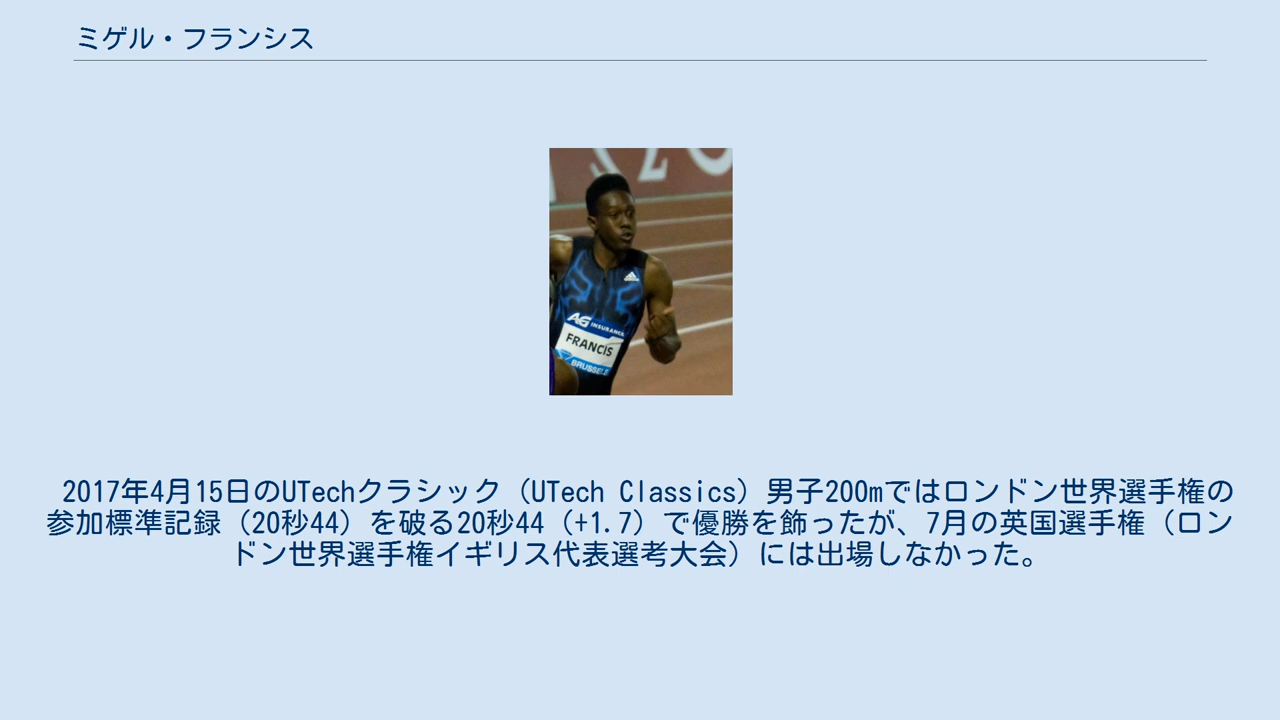 ミゲル・フランシス
AG INSURANCE
FRANCIS
BRUSSELS
2017年4月15日のUTechクラシック（UTech Classics）男子200mではロンドン世界選手権の
参加標準記録（20秒44）を破る20秒44（+1.7）で優勝を飾ったが、7月の英国選手権（ロン
ドン世界選手権イギリス代表選考大会）には出場しなかった。